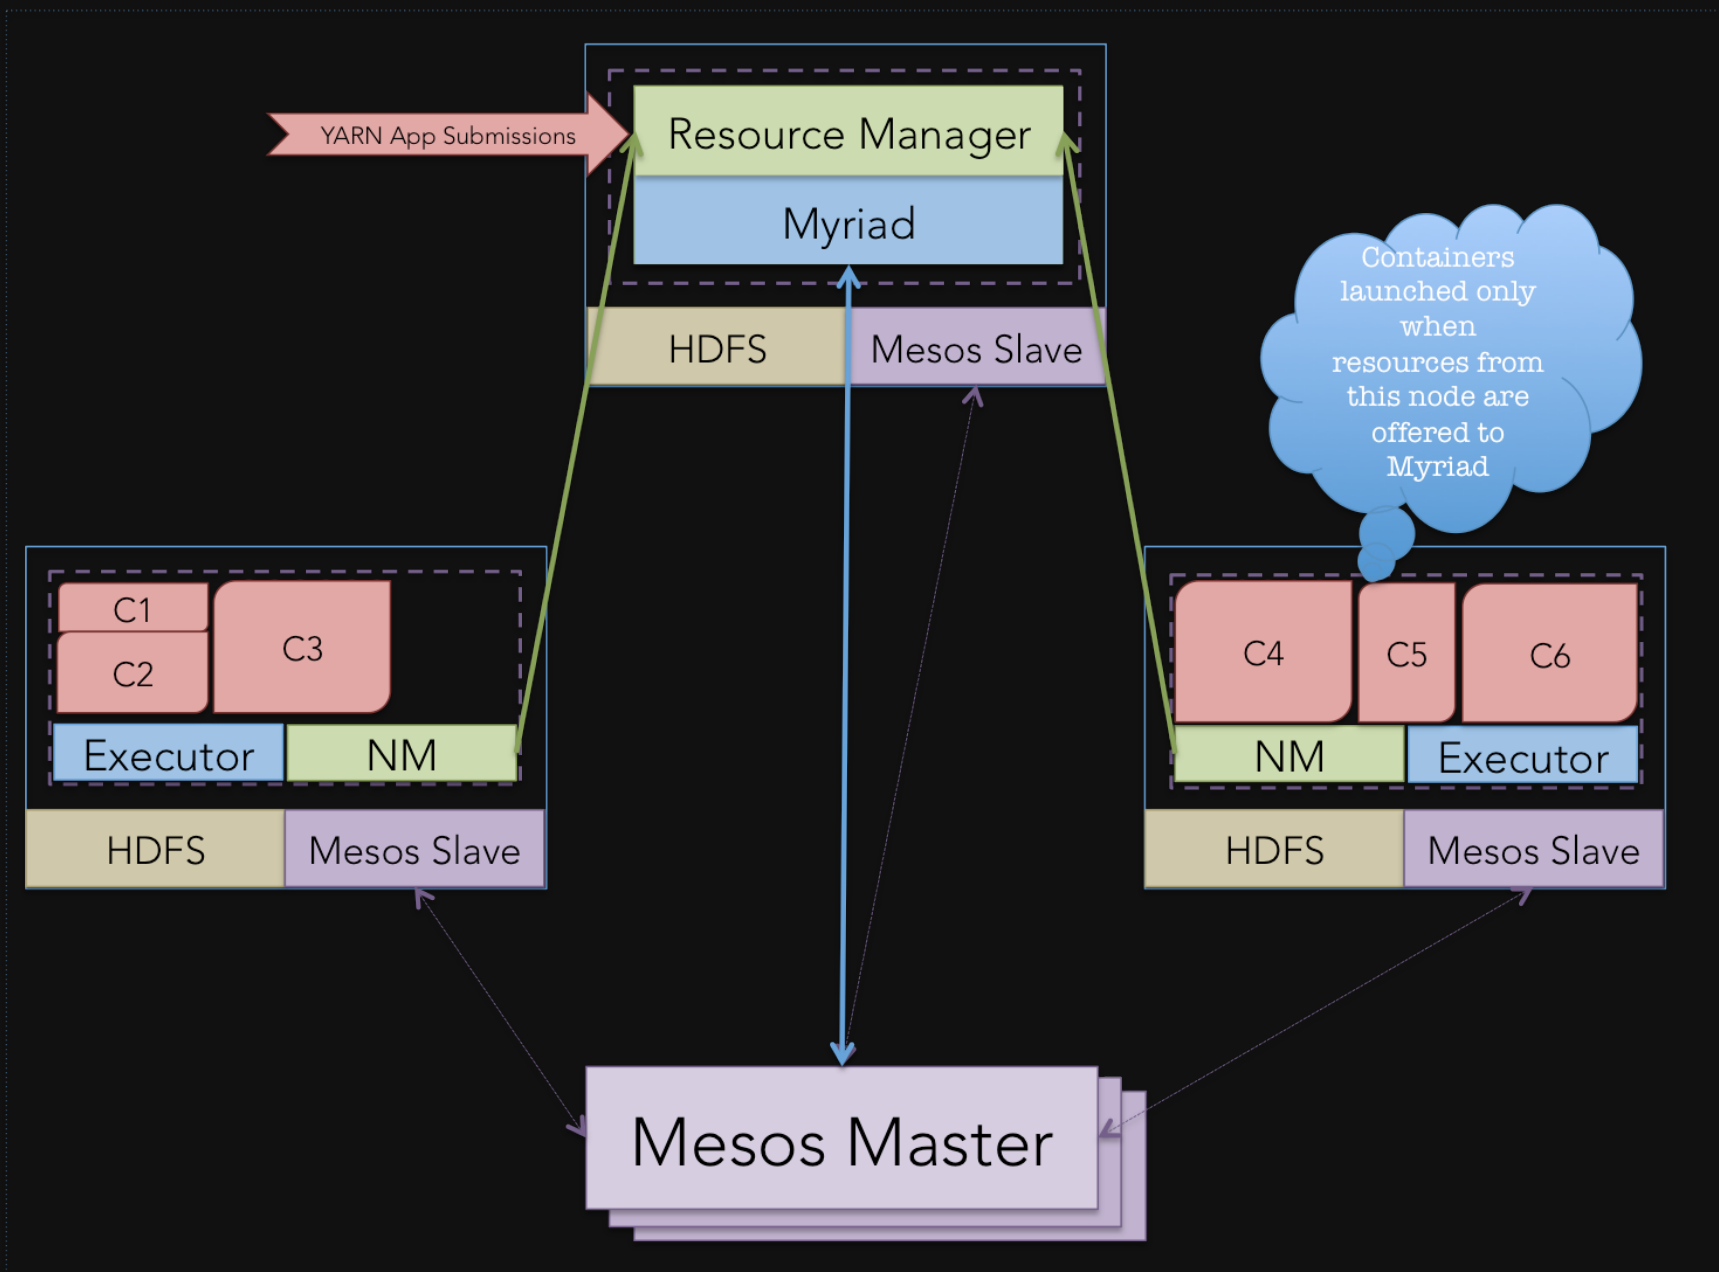 YARN App Submissions
Resource Manager
Myriad
HDFS
Mesos Slave
Containers
launched only
when
resources from
this node are
offered to
Myriad
C1
C2
C3
Executor
NM
HDFS
Mesos Slave
C4
C5
C6
NM
Executor
HDFS
Mesos Slave
Mesos Master